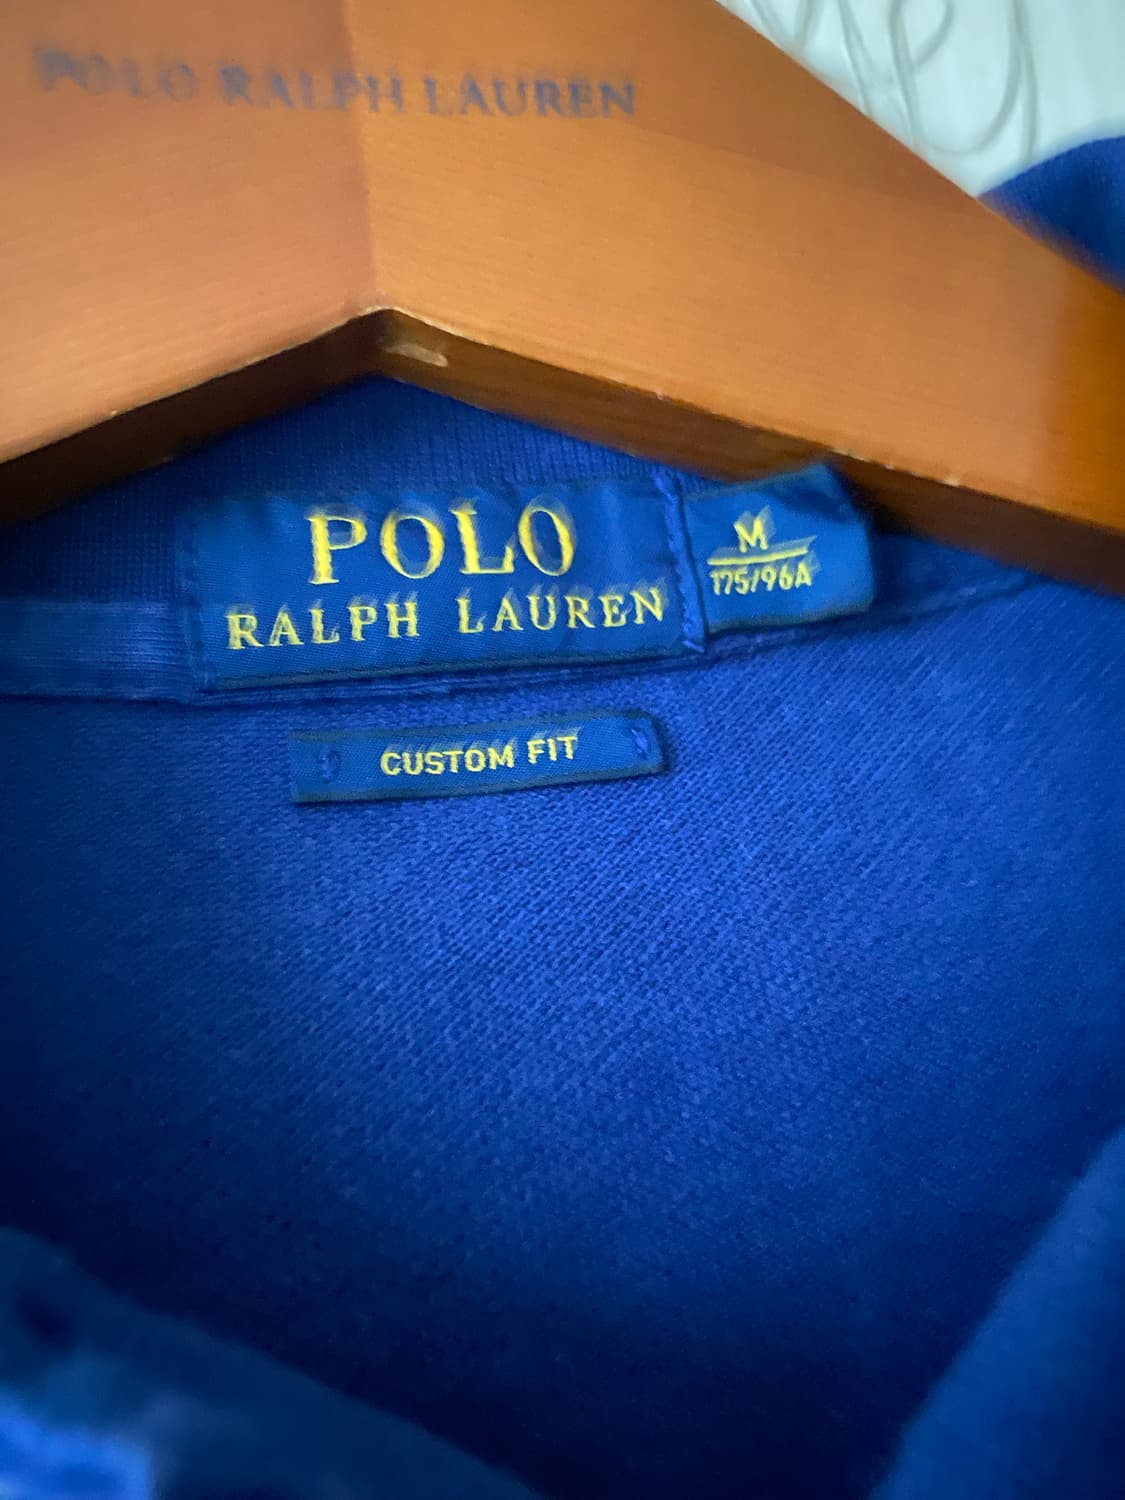 POLO RALPH LAUREN
POLO
RALPH LAUREN
M
175/96A
CUSTOM FIT